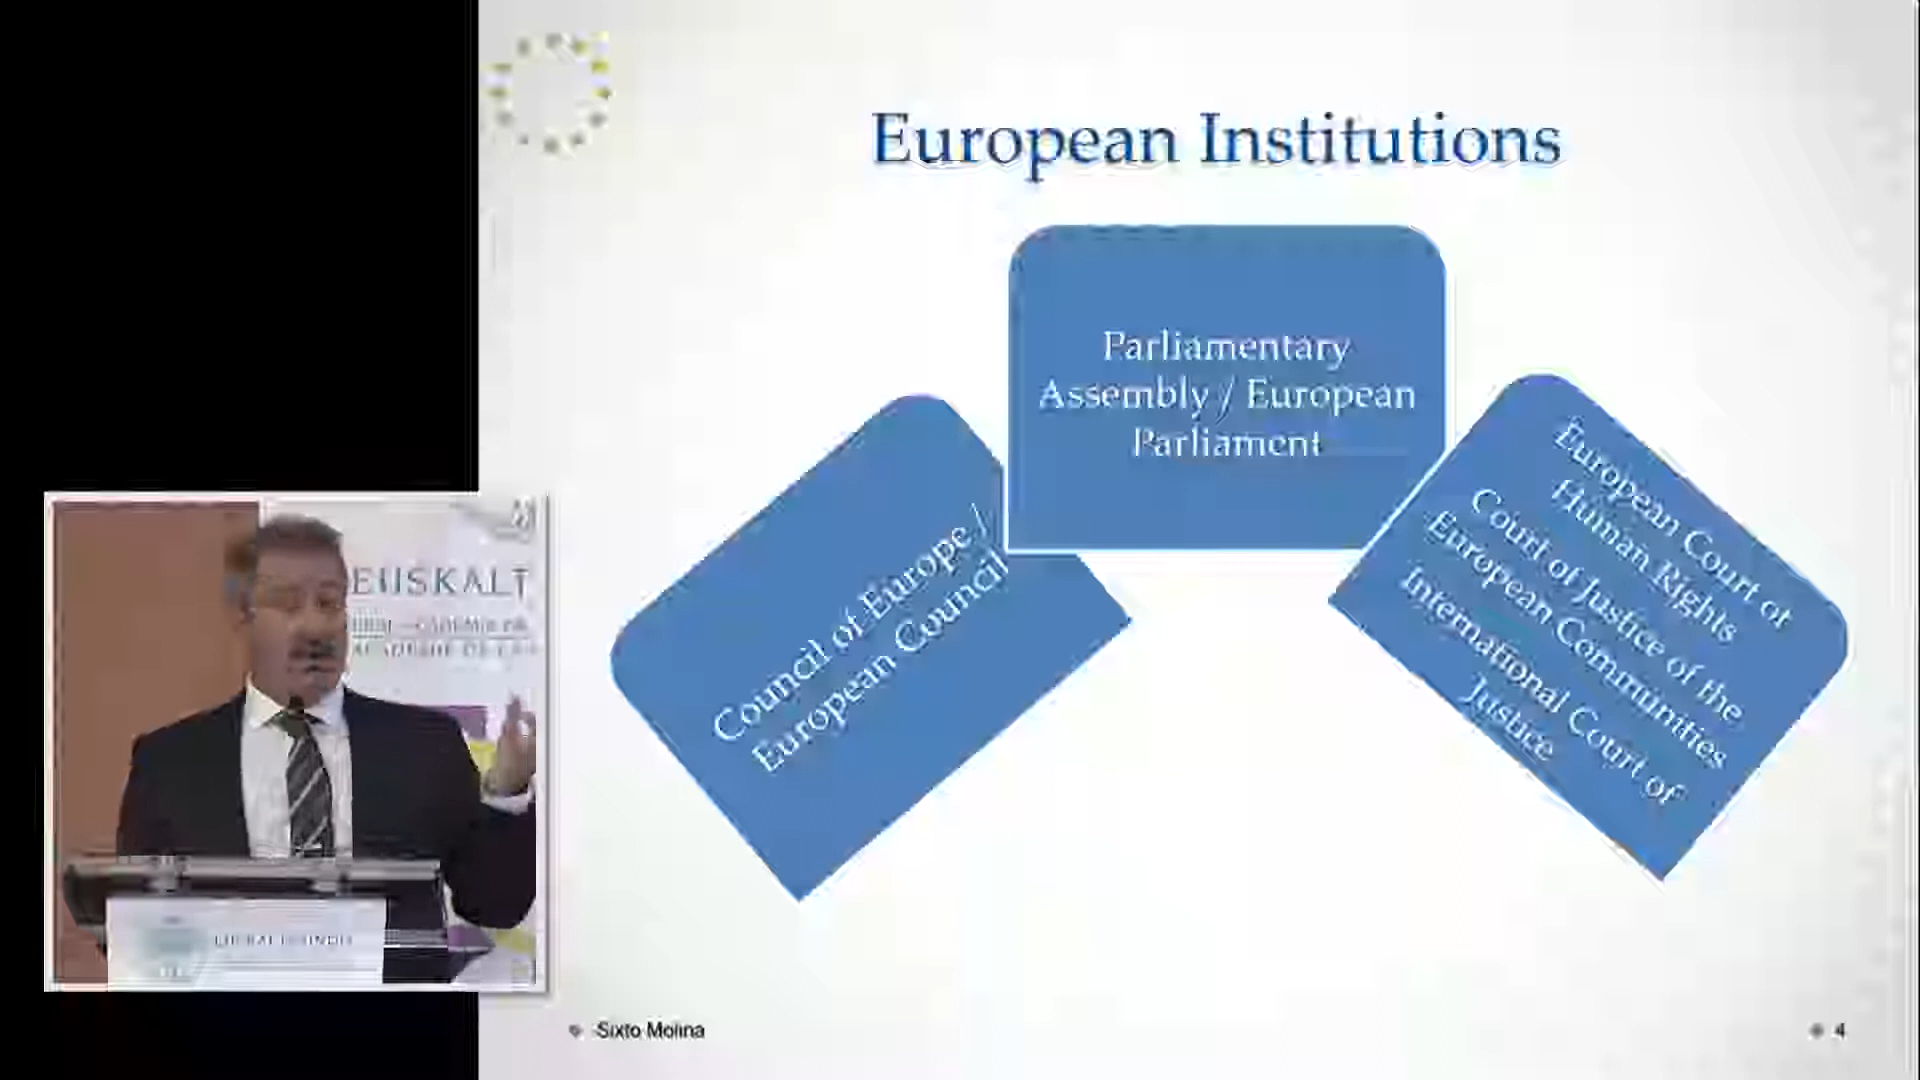 European Institutions
Parliamentary
Assembly / European
Parliament
Council of Europe /
European Council
European Court of
Human Rights
Court of Justice of the
European Communities
International Court of
Justice
EUSKALT
Sixto Molina
4